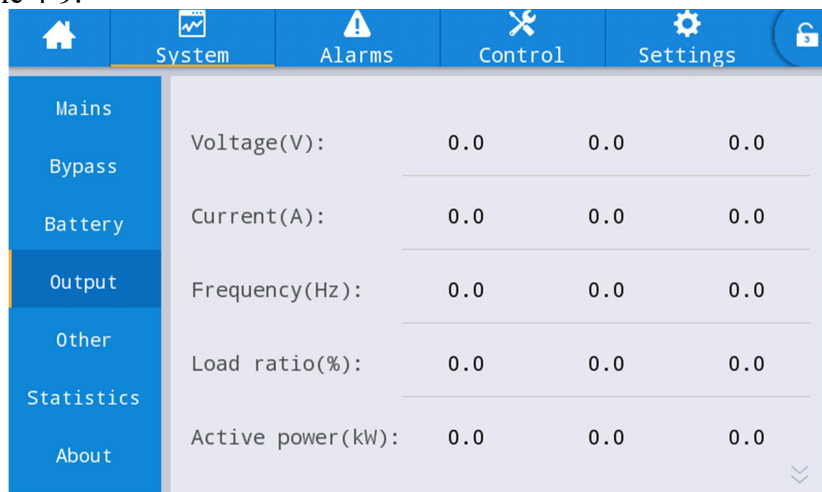 System Alarms Control Settings 3
Mains
Bypass
Battery
Output
Other
Statistics
About
Voltage(V): 0.0 0.0 0.0
Current(A): 0.0 0.0 0.0
Frequency(Hz): 0.0 0.0 0.0
Load ratio(%): 0.0 0.0 0.0
Active power(kW): 0.0 0.0 0.0